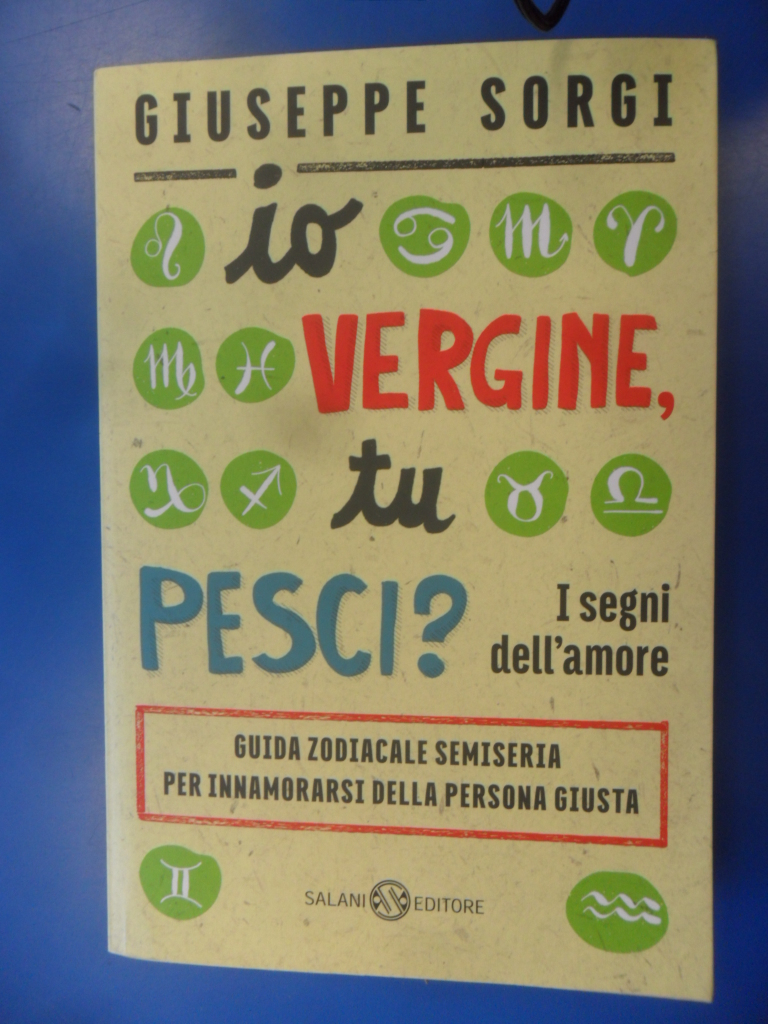 GIUSEPPE SORGI
io
VERGINE,
tu
PESCI?
I segni
dell'amore
GUIDA ZODIACALE SEMISERIA
PER INNAMORARSI DELLA PERSONA GIUSTA
SALANI EDITORE